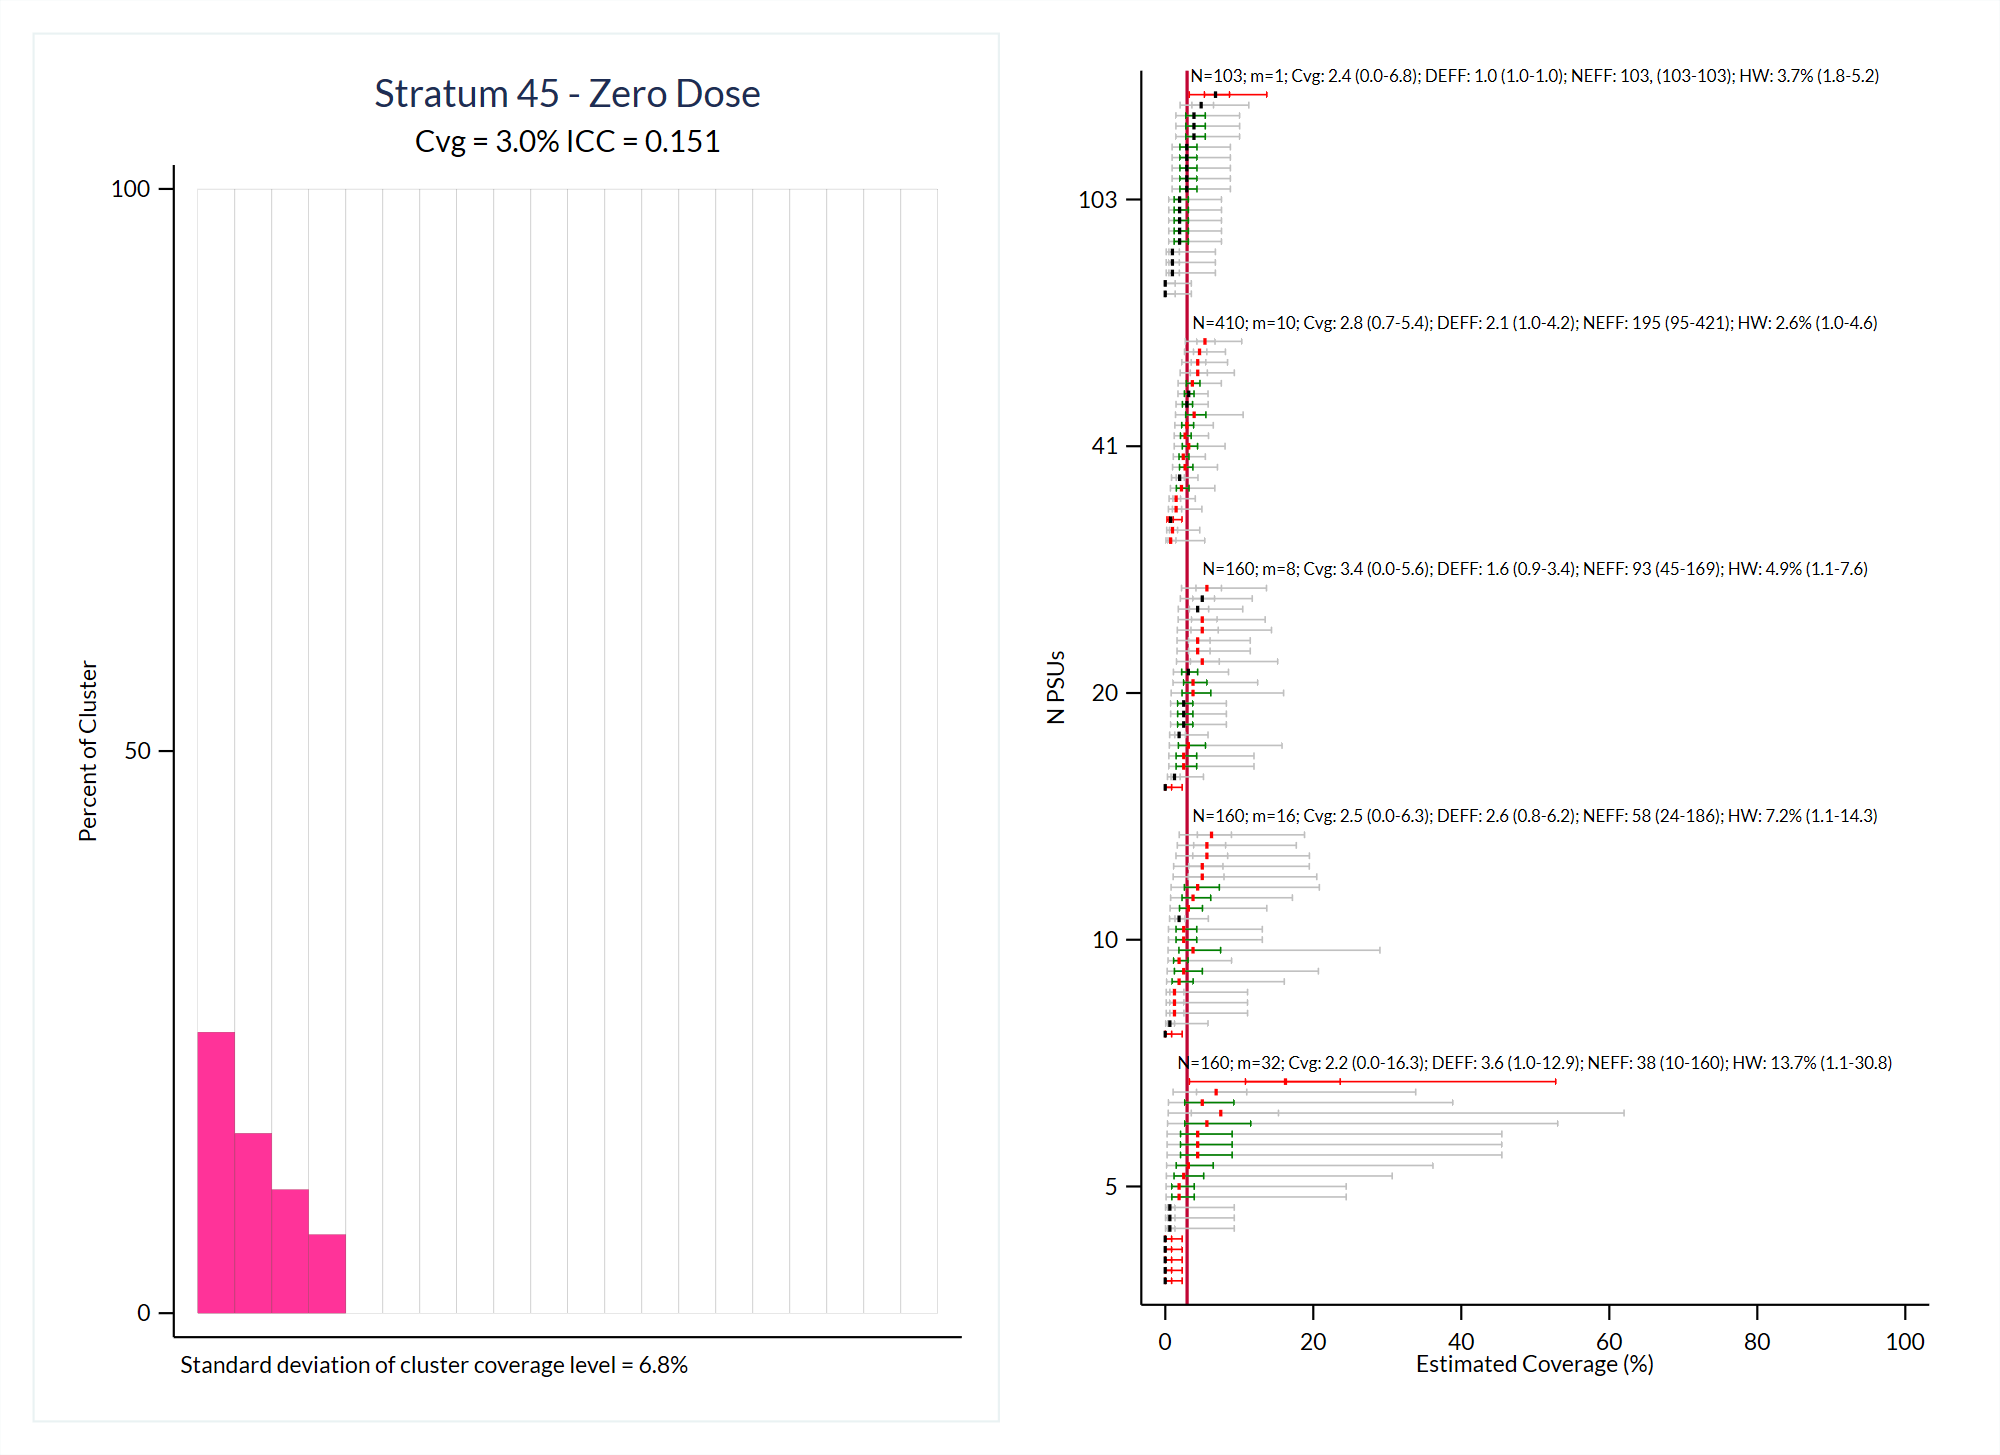 Stratum 45 - Zero Dose
Cvg = 3.0% ICC = 0.151
100
50
0
Percent of Cluster
Standard deviation of cluster coverage level = 6.8%
N=103; m=1; Cvg: 2.4 (0.0-6.8); DEFF: 1.0 (1.0-1.0); NEFF: 103, (103-103); HW: 3.7% (1.8-5.2)
103
N=410; m=10; Cvg: 2.8 (0.7-5.4); DEFF: 2.1 (1.0-4.2); NEFF: 195 (95-421); HW: 2.6% (1.0-4.6)
41
N=160; m=8; Cvg: 3.4 (0.0-5.6); DEFF: 1.6 (0.9-3.4); NEFF: 93 (45-169); HW: 4.9% (1.1-7.6)
N PSUs
20
N=160; m=16; Cvg: 2.5 (0.0-6.3); DEFF: 2.6 (0.8-6.2); NEFF: 58 (24-186); HW: 7.2% (1.1-14.3)
10
N=160; m=32; Cvg: 2.2 (0.0-16.3); DEFF: 3.6 (1.0-12.9); NEFF: 38 (10-160); HW: 13.7% (1.1-30.8)
5
0 20 40 60 80 100
Estimated Coverage (%)